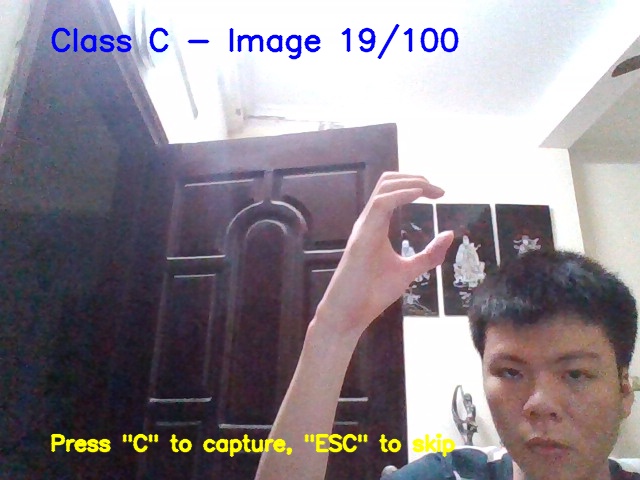 Class C - Image 19/100
Press "C" to capture, "ESC" to skip